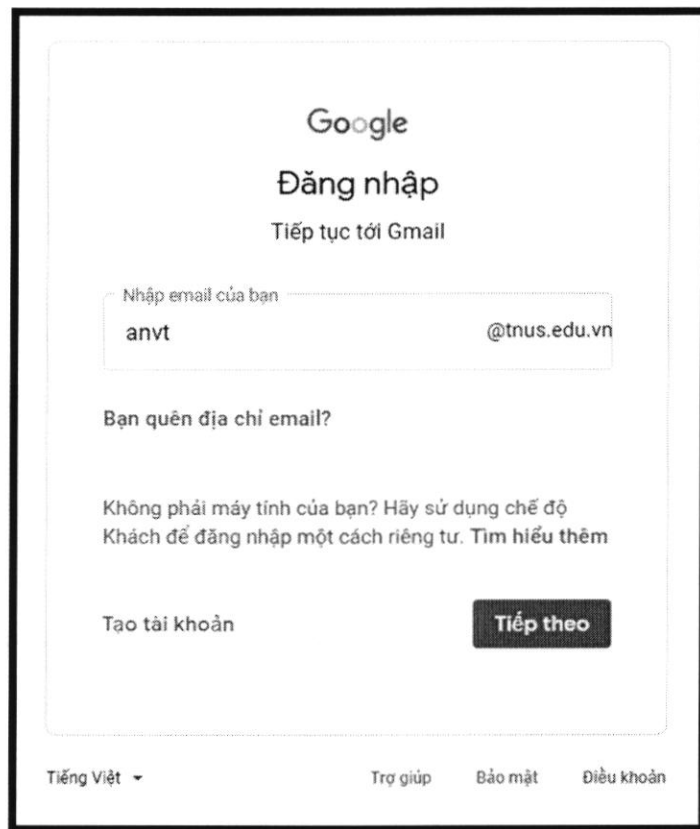 Google
Đăng nhập
Tiếp tục tới Gmail
Nhập email của bạn
anvt @tnus.edu.vn
Bạn quên địa chỉ email?
Không phải máy tính của bạn? Hãy sử dụng chế độ
Khách để đăng nhập một cách riêng tư. Tìm hiểu thêm
Tạo tài khoản Tiếp theo
Tiếng Việt Trợ giúp Bảo mật Điều khoản